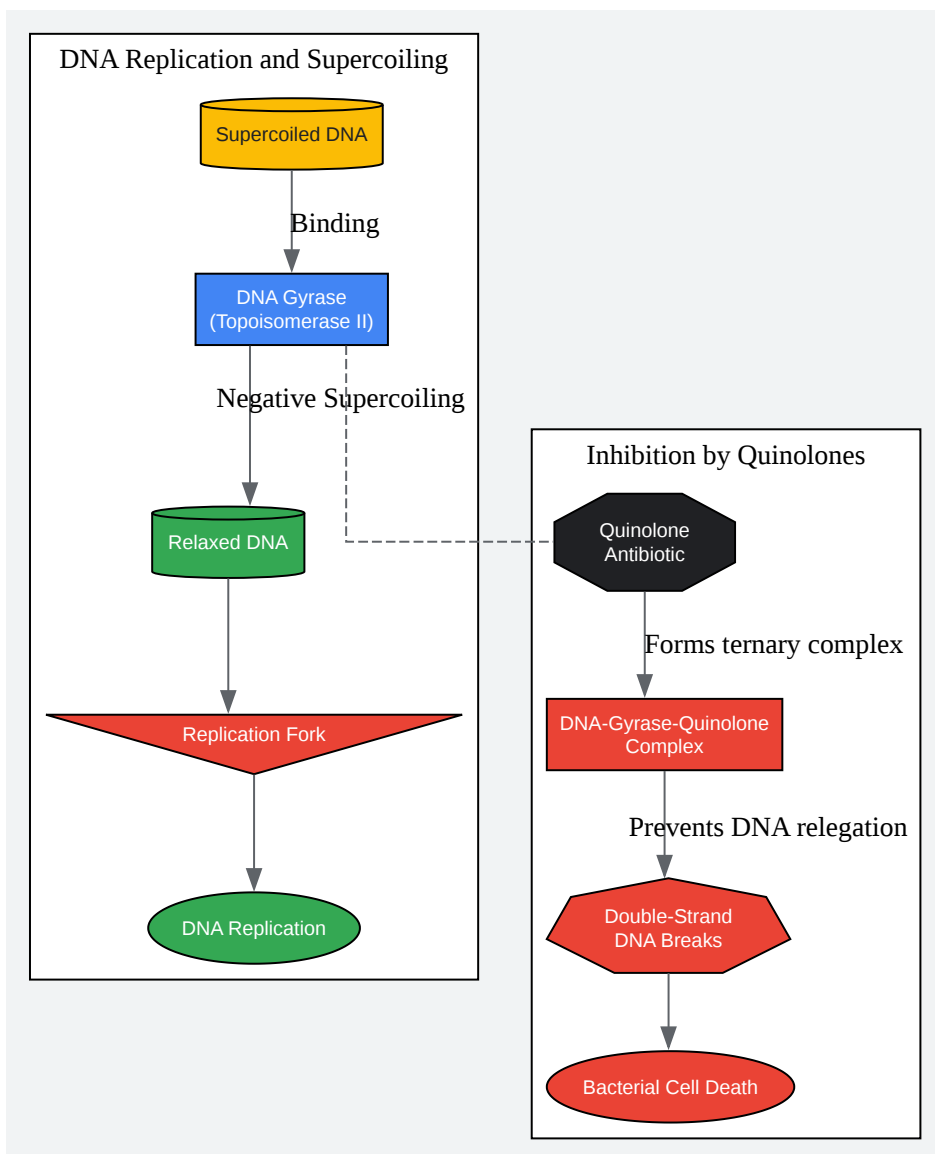 DNA Replication and Supercoiling
Supercoiled DNA
Binding
DNA Gyrase
(Topoisomerase II)
Negative Supercoiling
Relaxed DNA
Replication Fork
DNA Replication
Inhibition by Quinolones
Quinolone
Antibiotic
Forms ternary complex
DNA-Gyrase-Quinolone
Complex
Prevents DNA relegation
Double-Strand
DNA Breaks
Bacterial Cell Death